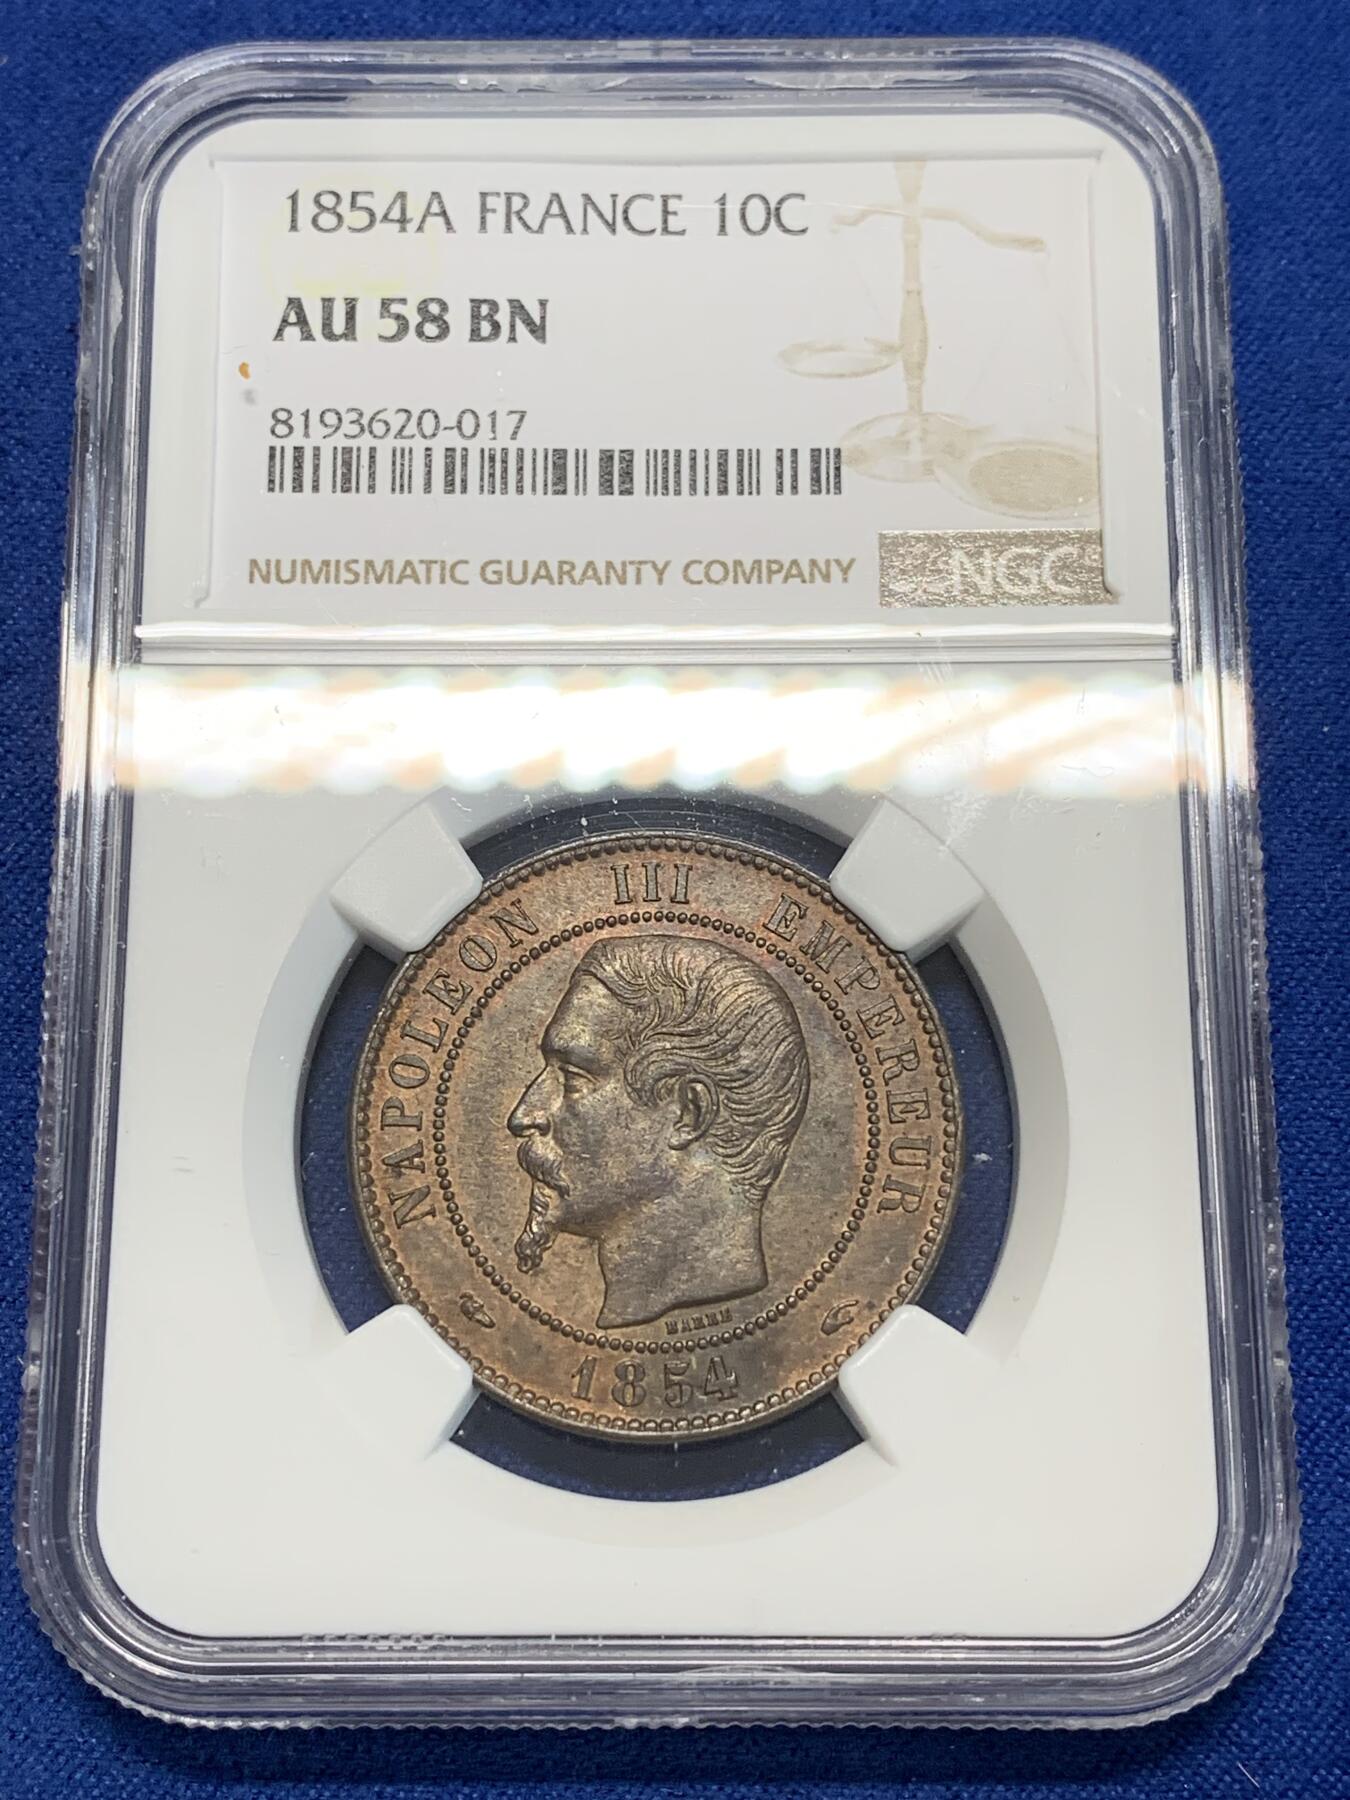 1854A FRANCE 10C
AU 58 BN
8193620-017
NUMISMATIC GUARANTY COMPANY
NGC
NAPOLEON III EMPEREUR
BARRE
1854